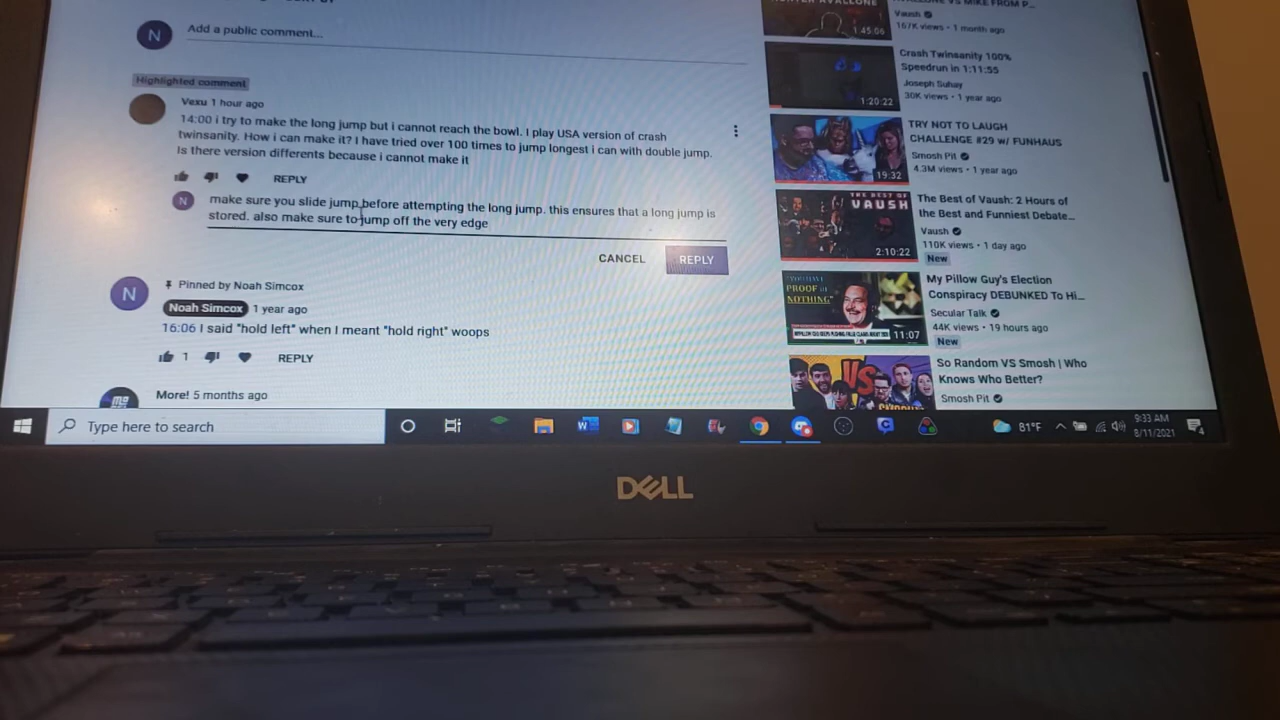 Add a public comment...
Highlighted comment
Vexu 1 hour ago
14:00 i try to make the long jump but i cannot reach the bowl. I play USA version of crash
twinsanity. How i can make it? I have tried over 100 times to jump longest i can with double jump.
Is there version differents because i cannot make it
REPLY
N
make sure you slide jump before attempting the long jump. this ensures that a long jump is
stored. also make sure to jump off the very edge
CANCEL REPLY
N
Pinned by Noah Simcox
Noah Simcox 1 year ago
16:06 I said "hold left" when I meant "hold right" woops
1 REPLY
More! 5 months ago
N
1:45:06
Vaush
167K views • 1 month ago
1:20:22
Crash Twinsanity 100%
Speedrun in 1:11:55
Joseph Suhay
30K views • 1 year ago
19:32
TRY NOT TO LAUGH
CHALLENGE #29 w/ FUNHAUS
Smosh Pit
4.3M views • 1 year ago
THE BEST OF
VAUSH
2:10:22
The Best of Vaush: 2 Hours of
the Best and Funniest Debate...
Vaush
110K views • 1 day ago
New
PROOF OF
NOTHING"
11:07
My Pillow Guy's Election
Conspiracy DEBUNKED To Hi...
Secular Talk
44K views • 19 hours ago
New
VS
So Random VS Smosh | Who
Knows Who Better?
Smosh Pit
Type here to search
81°F
9:33 AM
8/11/2021
4
DELL